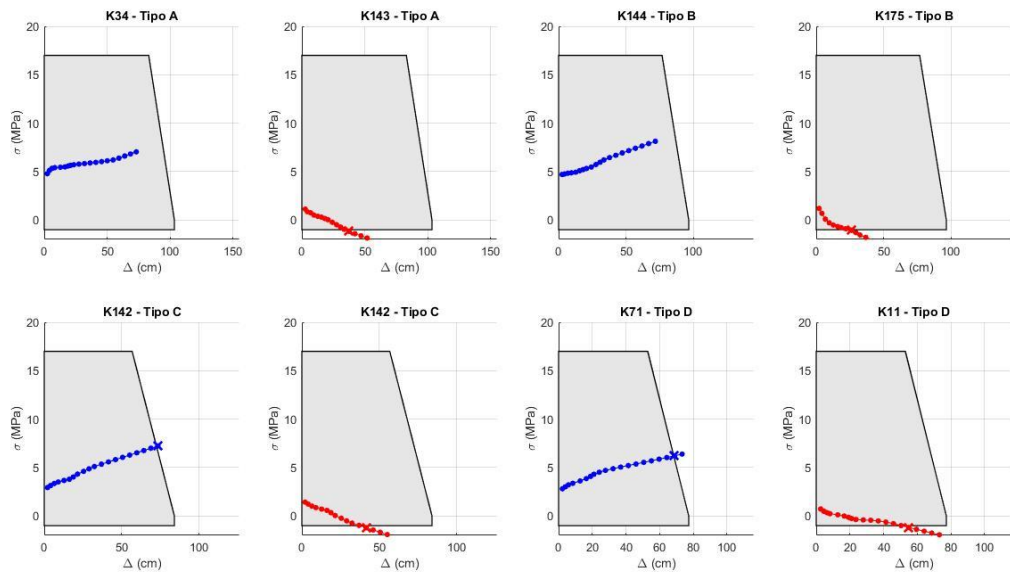 K34 - Tipo A
20
15
10
5
0
σ (MPa)
0 50 100 150
Δ (cm)
K143 - Tipo A
20
15
10
5
0
σ (MPa)
0 50 100 150
Δ (cm)
K144 - Tipo B
20
15
10
5
0
σ (MPa)
0 50 100
Δ (cm)
K175 - Tipo B
20
15
10
5
0
σ (MPa)
0 50 100
Δ (cm)
K142 - Tipo C
20
15
10
5
0
σ (MPa)
0 50 100
Δ (cm)
K142 - Tipo C
20
15
10
5
0
σ (MPa)
0 50 100
Δ (cm)
K71 - Tipo D
20
15
10
5
0
σ (MPa)
0 20 40 60 80 100
Δ (cm)
K11 - Tipo D
20
15
10
5
0
σ (MPa)
0 20 40 60 80 100
Δ (cm)